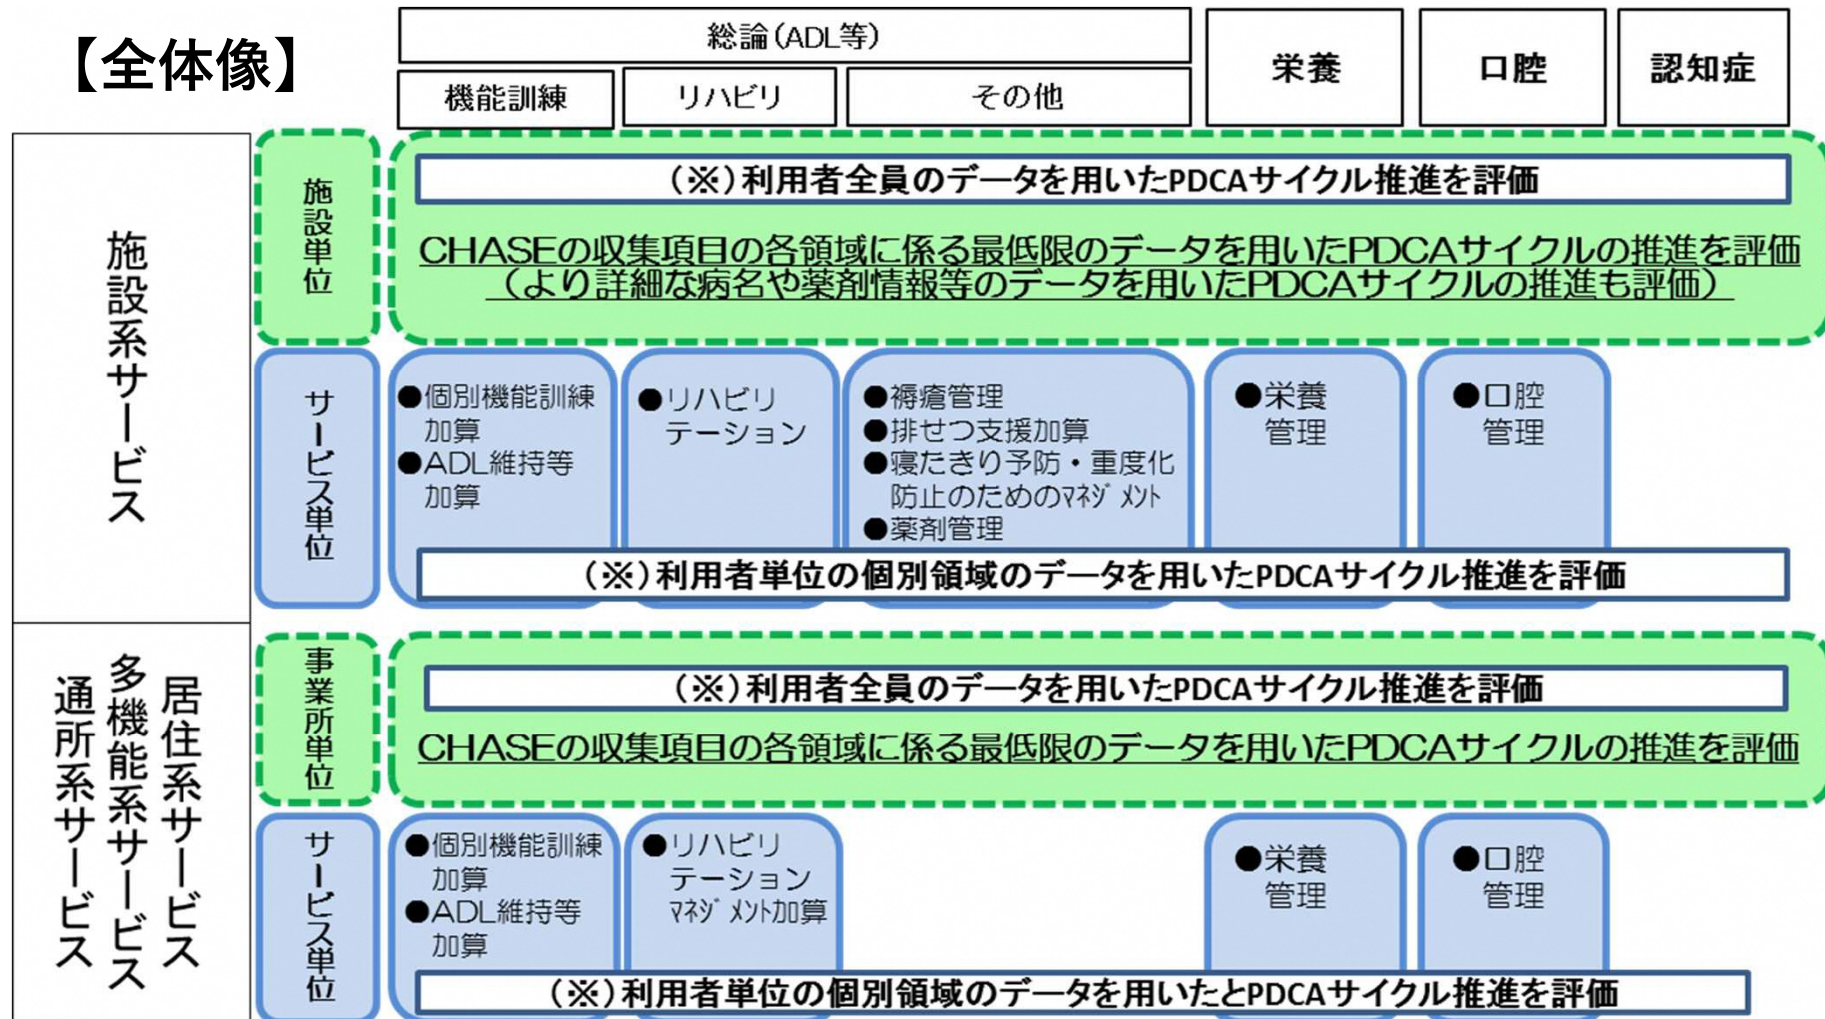 【全体像】
総論（ADL等）
機能訓練
リハビリ
その他
栄養
口腔
認知症
施設系サービス
施設単位
（※）利用者全員のデータを用いたPDCAサイクル推進を評価
CHASEの収集項目の各領域に係る最低限のデータを用いたPDCAサイクルの推進を評価
（より詳細な病名や薬剤情報等のデータを用いたPDCAサイクルの推進も評価）
サービス単位
●個別機能訓練
加算
●ADL維持等
加算
●リハビリ
テーション
●褥瘡管理
●排せつ支援加算
●寝たきり予防・重度化
防止のためのﾏﾈｼﾞﾒﾝﾄ
●薬剤管理
●栄養
管理
●口腔
管理
（※）利用者単位の個別領域のデータを用いたPDCAサイクル推進を評価
居住系サービス
多機能系サービス
通所系サービス
事業所単位
（※）利用者全員のデータを用いたPDCAサイクル推進を評価
CHASEの収集項目の各領域に係る最低限のデータを用いたPDCAサイクルの推進を評価
サービス単位
●個別機能訓練
加算
●ADL維持等
加算
●リハビリ
テーション
ﾏﾈｼﾞﾒﾝﾄ加算
●栄養
管理
●口腔
管理
（※）利用者単位の個別領域のデータを用いたとPDCAサイクル推進を評価